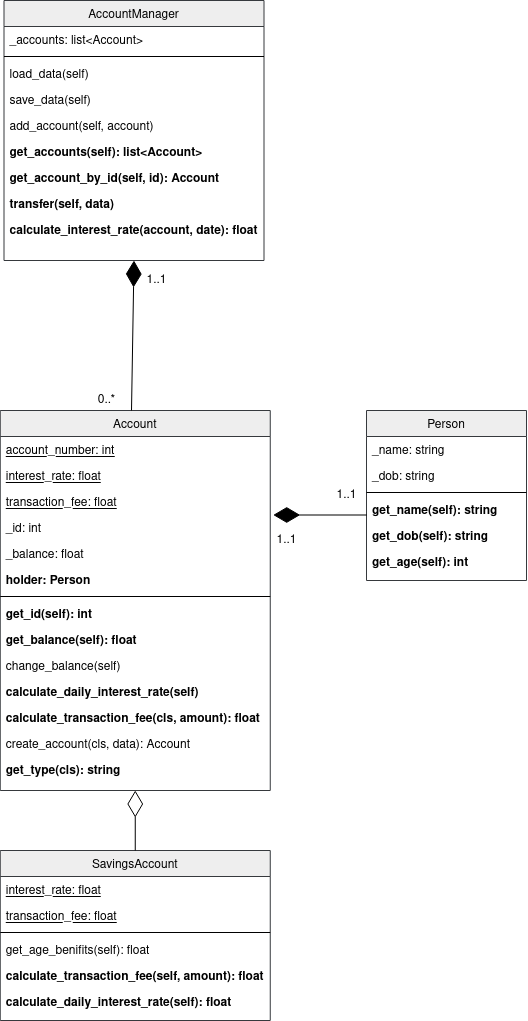 AccountManager
_accounts: list<Account>
load_data(self)
save_data(self)
add_account(self, account)
get_accounts(self): list<Account>
get_account_by_id(self, id): Account
transfer(self, data)
calculate_interest_rate(account, date): float
1..1
0..*
Account
account_number: int
interest_rate: float
transaction_fee: float
_id: int
_balance: float
holder: Person
get_id(self): int
get_balance(self): float
change_balance(self)
calculate_daily_interest_rate(self)
calculate_transaction_fee(cls, amount): float
create_account(cls, data): Account
get_type(cls): string
1..1
1..1
Person
_name: string
_dob: string
get_name(self): string
get_dob(self): string
get_age(self): int
SavingsAccount
interest_rate: float
transaction_fee: float
get_age_benifits(self): float
calculate_transaction_fee(self, amount): float
calculate_daily_interest_rate(self): float